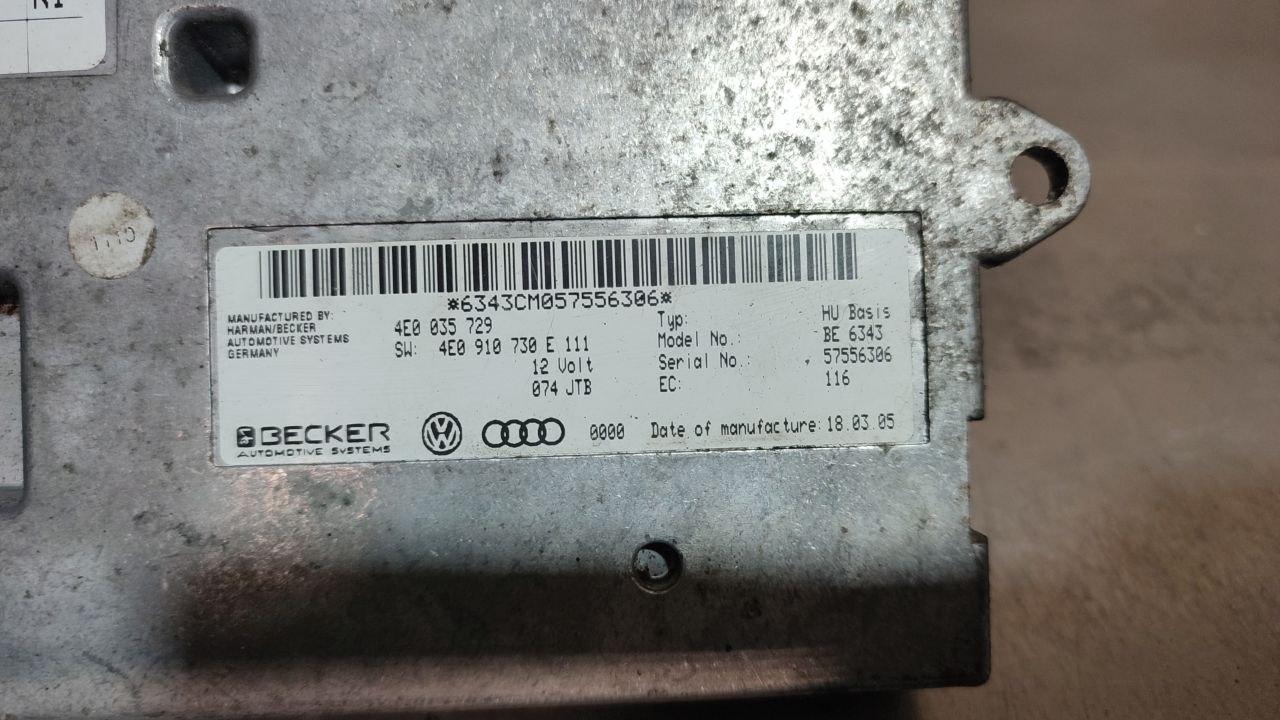 *6343CM057556306*
MANUFACTURED BY:
HARMAN/BECKER
AUTOMOTIVE SYSTEMS
GERMANY
4E0 035 729
SW: 4E0 910 730 E 111
12 Volt
074 JTB
Typ: HU Basis
Model No.: BE 6343
Serial No.: 57556306
EC: 116
BECKER
AUTOMOTIVE SYSTEMS
0000 Date of manufacture: 18.03.05